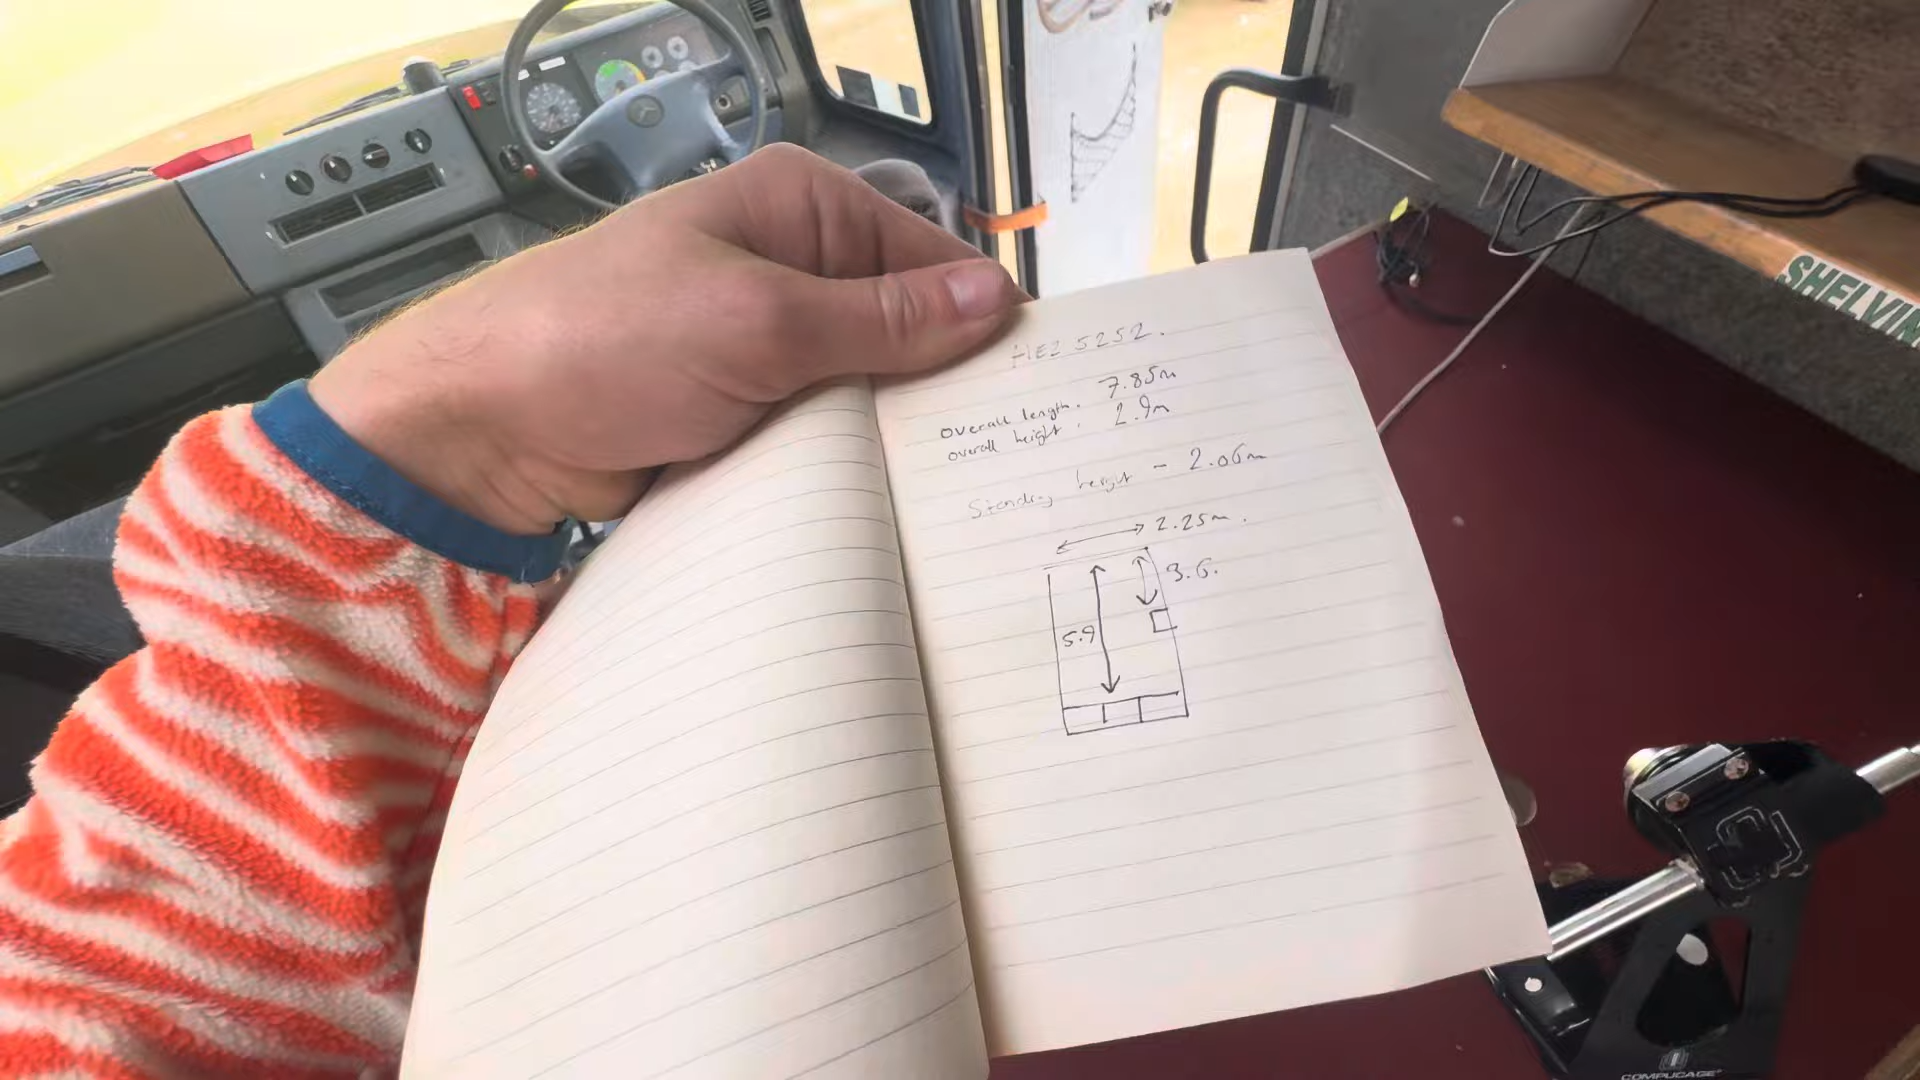 HEZ 5252.
Overall length. 7.85m
overall height. 2.9m
Standing height - 2.06m
2.25m.
3.6.
5.9
SHELVIN
COMPUCAGE